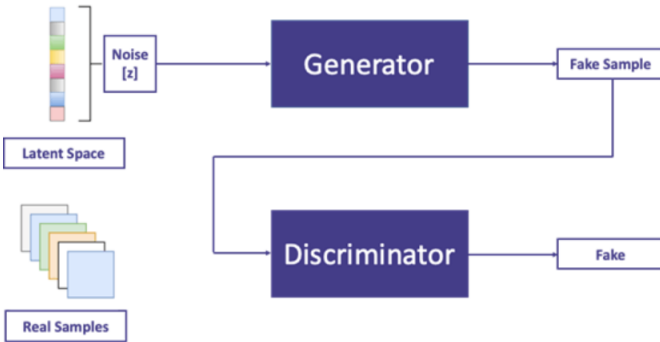 Noise
[z]
Generator
Fake Sample
Latent Space
Discriminator
Fake
Real Samples